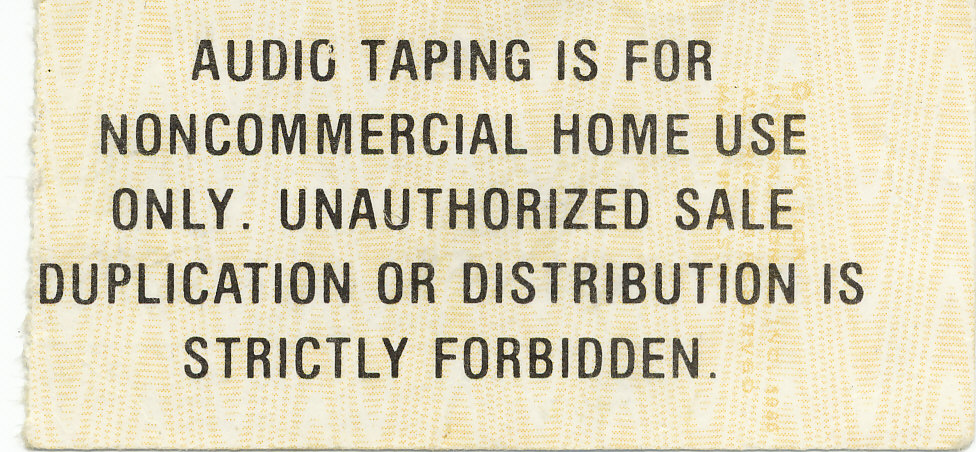 AUDIO TAPING IS FOR
NONCOMMERCIAL HOME USE
ONLY. UNAUTHORIZED SALE
DUPLICATION OR DISTRIBUTION IS
STRICTLY FORBIDDEN.